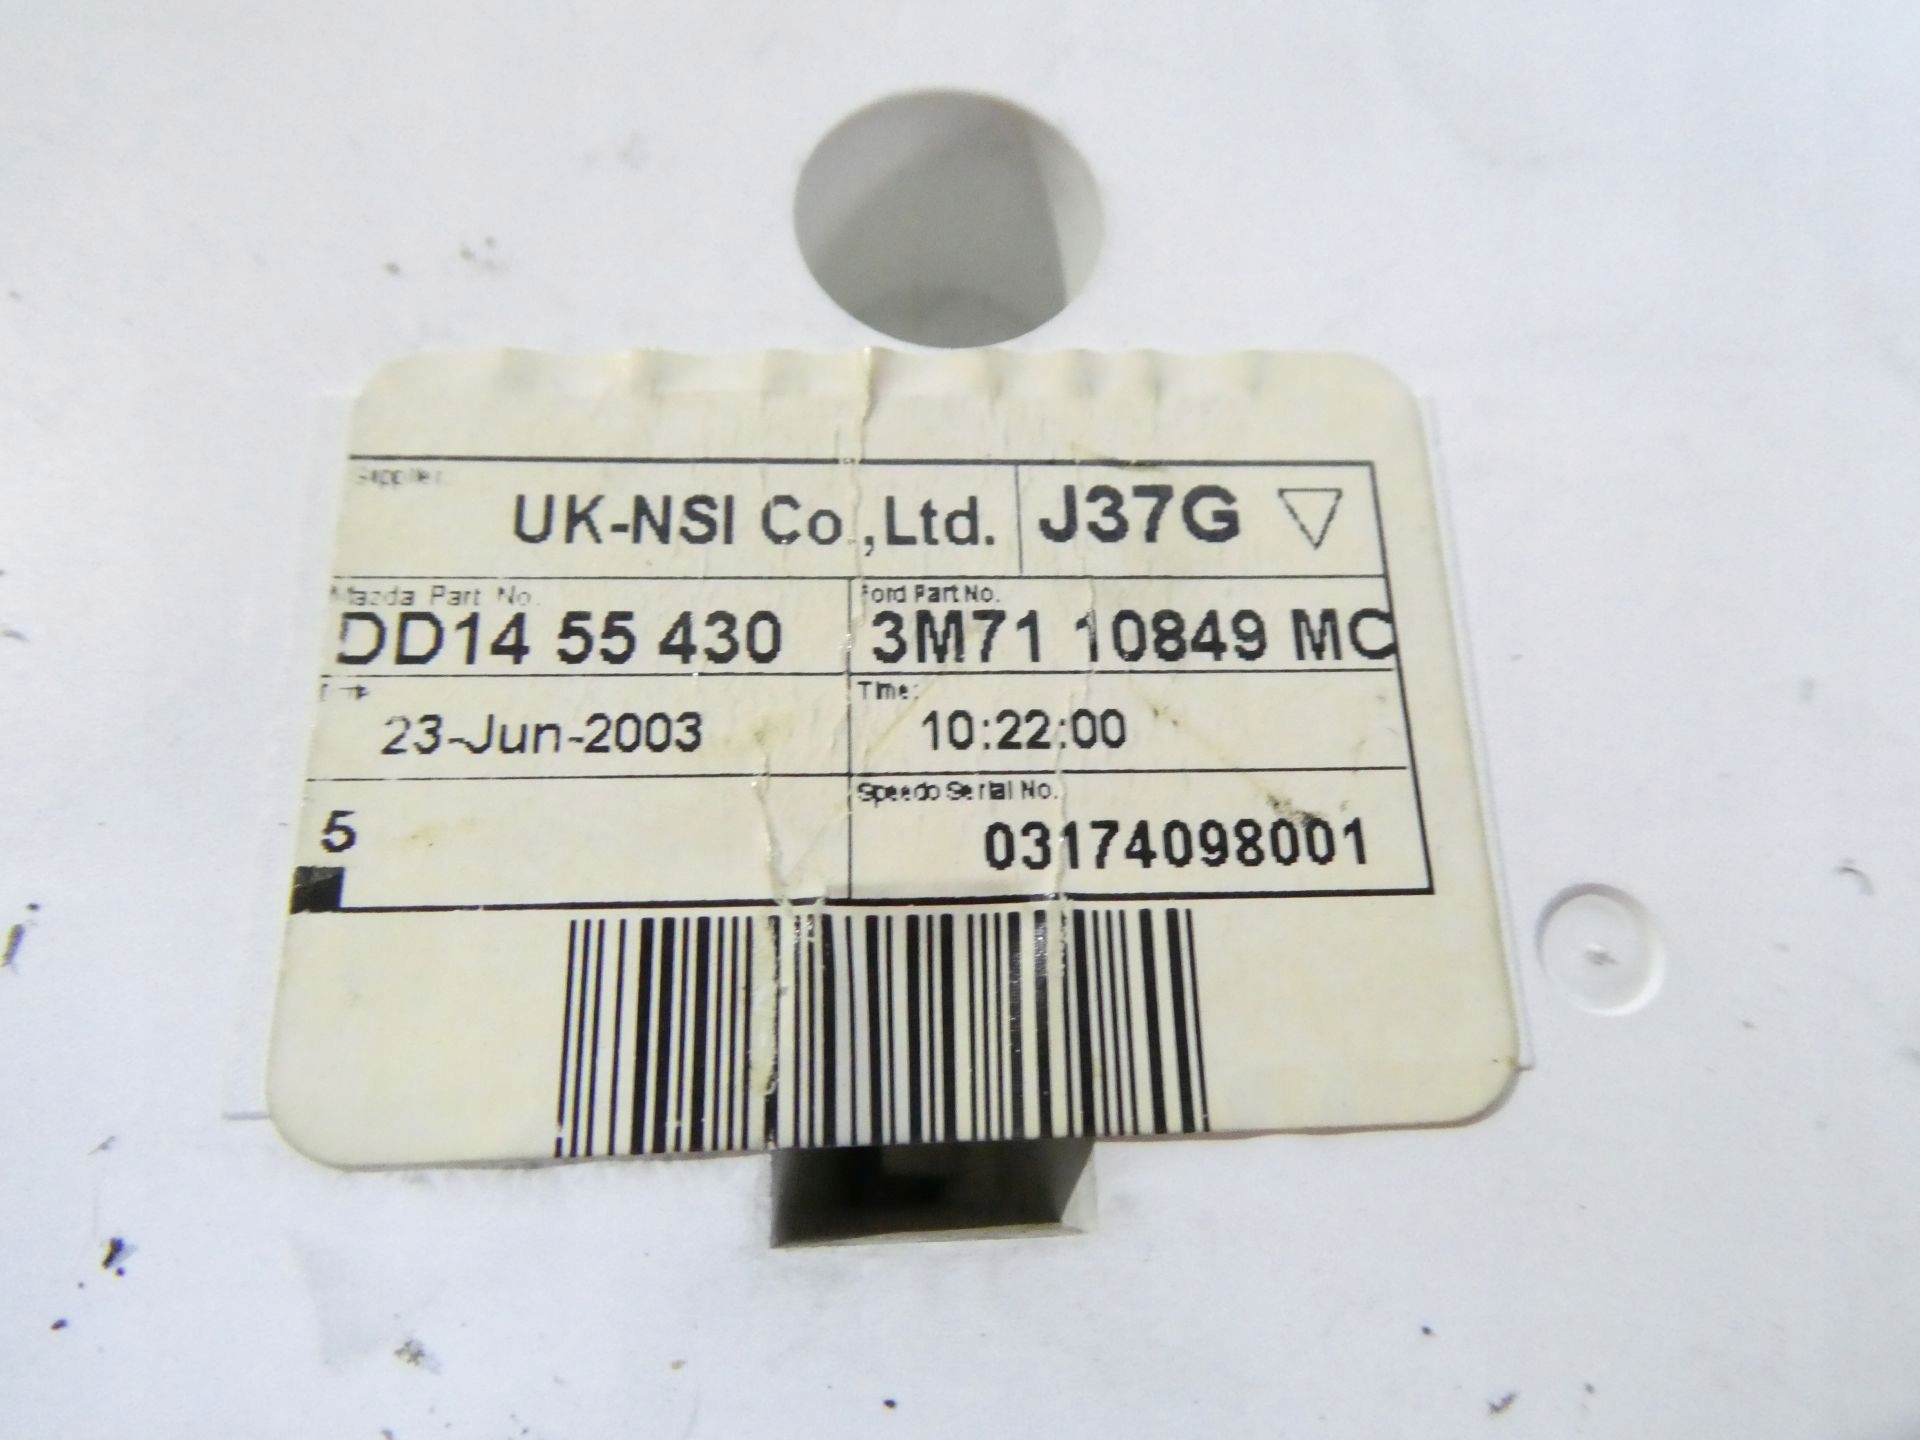 Supplier:
UK-NSI Co.,Ltd. J37G
Mazda Part No. Ford Part No.
DD14 55 430 3M71 10849 MC
Time:
23-Jun-2003 10:22:00
Speedo Serial No.
5 03174098001